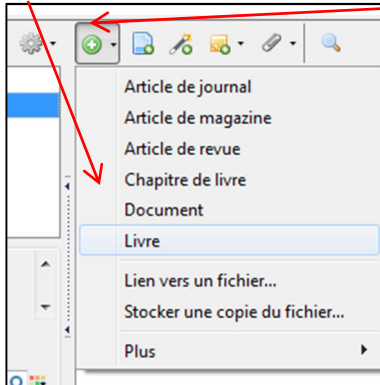 Article de journal
Article de magazine
Article de revue
Chapitre de livre
Document
Livre
Lien vers un fichier...
Stocker une copie du fichier...
Plus